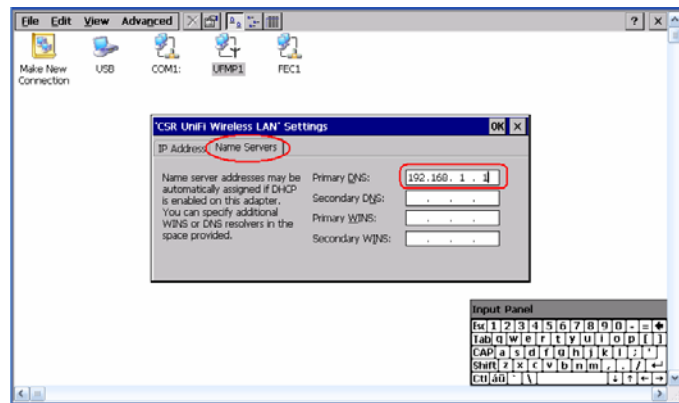 File Edit View Advanced ? ×
Make New Connection
USB
COM1:
UFMP1
FEC1
'CSR UniFi Wireless LAN' Settings OK ×
IP Address Name Servers
Name server addresses may be
automatically assigned if DHCP
is enabled on this adapter.
You can specify additional
WINS or DNS resolvers in the
space provided.
Primary DNS: 192.168. 1 . 1
Secondary DNS: . . .
Primary WINS: . . .
Secondary WINS: . . .
Input Panel
Esc 1 2 3 4 5 6 7 8 9 0 - =
Tab q w e r t y u i o p [ ]
CAP a s d f g h j k l ; '
Shift z x c v b n m , . /
Ctl áü ` \